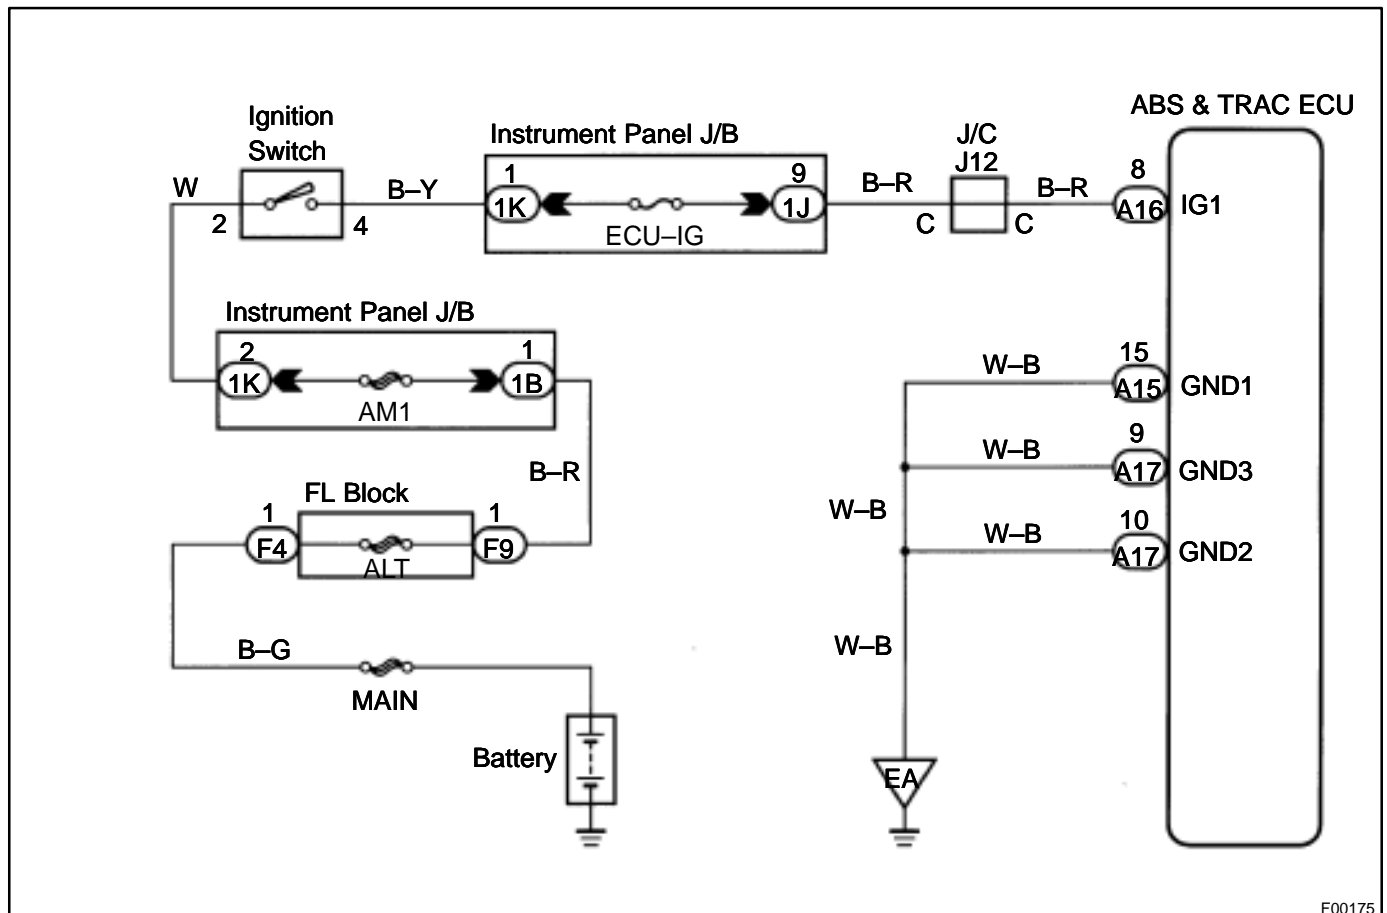 ABS & TRAC ECU
Ignition
Switch
Instrument Panel J/B
J/C
J12
W
2
4
B–Y
1
1K
ECU–IG
9
1J
B–R
C
C
B–R
8
A16
IG1
Instrument Panel J/B
2
1K
AM1
1
1B
B–R
W–B
15
A15
GND1
W–B
9
A17
GND3
W–B
W–B
10
A17
GND2
FL Block
1
F4
ALT
1
F9
B–G
MAIN
W–B
Battery
EA
F00175